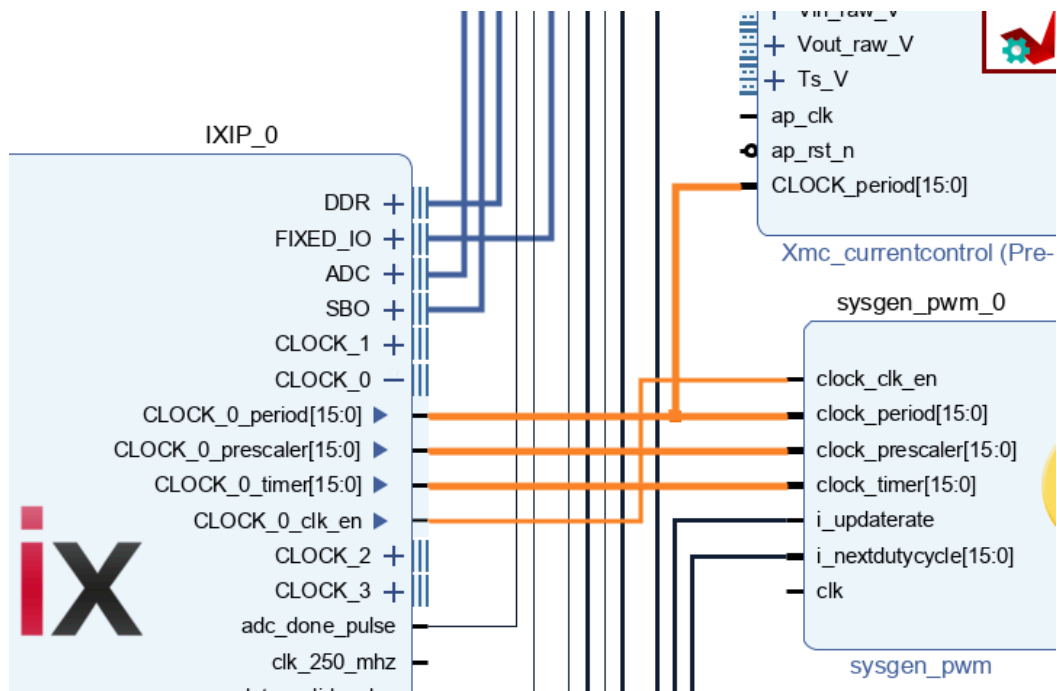 Vout_raw_V
Ts_V
ap_clk
ap_rst_n
CLOCK_period[15:0]
Xmc_currentcontrol (Pre-
IXIP_0
DDR
FIXED_IO
ADC
SBO
CLOCK_1
CLOCK_0
CLOCK_0_period[15:0]
CLOCK_0_prescaler[15:0]
CLOCK_0_timer[15:0]
CLOCK_0_clk_en
CLOCK_2
CLOCK_3
adc_done_pulse
clk_250_mhz
ix
sysgen_pwm_0
clock_clk_en
clock_period[15:0]
clock_prescaler[15:0]
clock_timer[15:0]
i_updaterate
i_nextdutycycle[15:0]
clk
sysgen_pwm